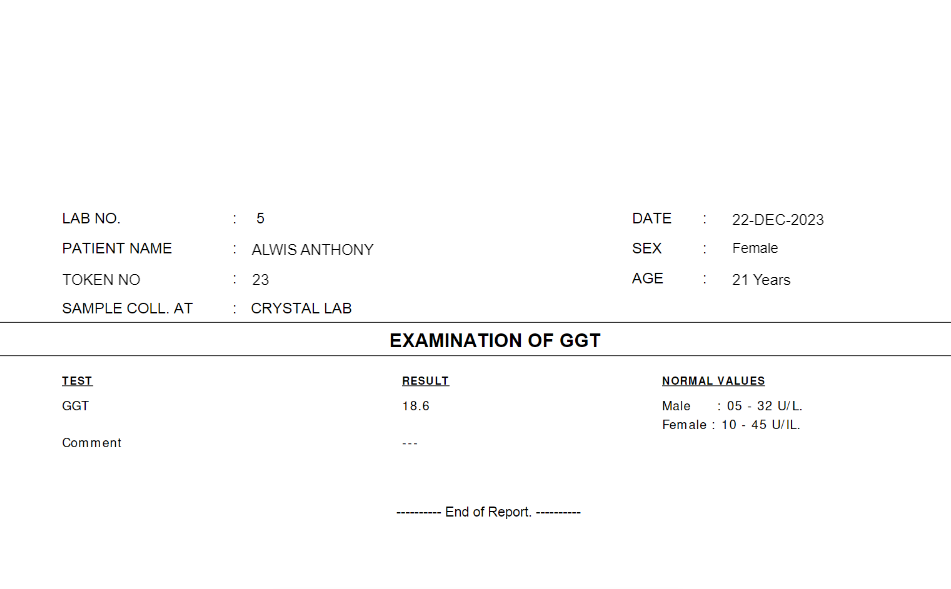 LAB NO. : 5 DATE : 22-DEC-2023
PATIENT NAME : ALWIS ANTHONY SEX : Female
TOKEN NO : 23 AGE : 21 Years
SAMPLE COLL. AT : CRYSTAL LAB
EXAMINATION OF GGT
TEST RESULT NORMAL VALUES
GGT 18.6 Male : 05 - 32 U/L.
Female : 10 - 45 U/IL.
Comment ---
---------- End of Report. ----------